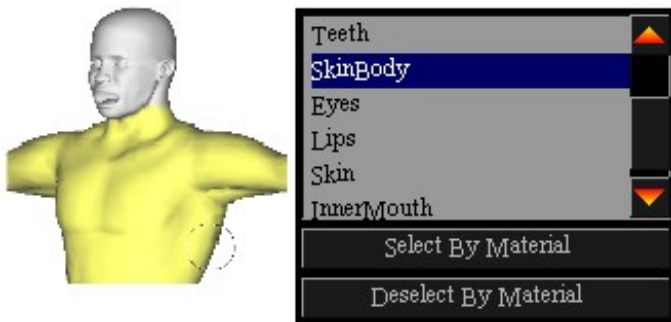 Teeth
SkinBody
Eyes
Lips
Skin
InnerMouth
Select By Material
Deselect By Material